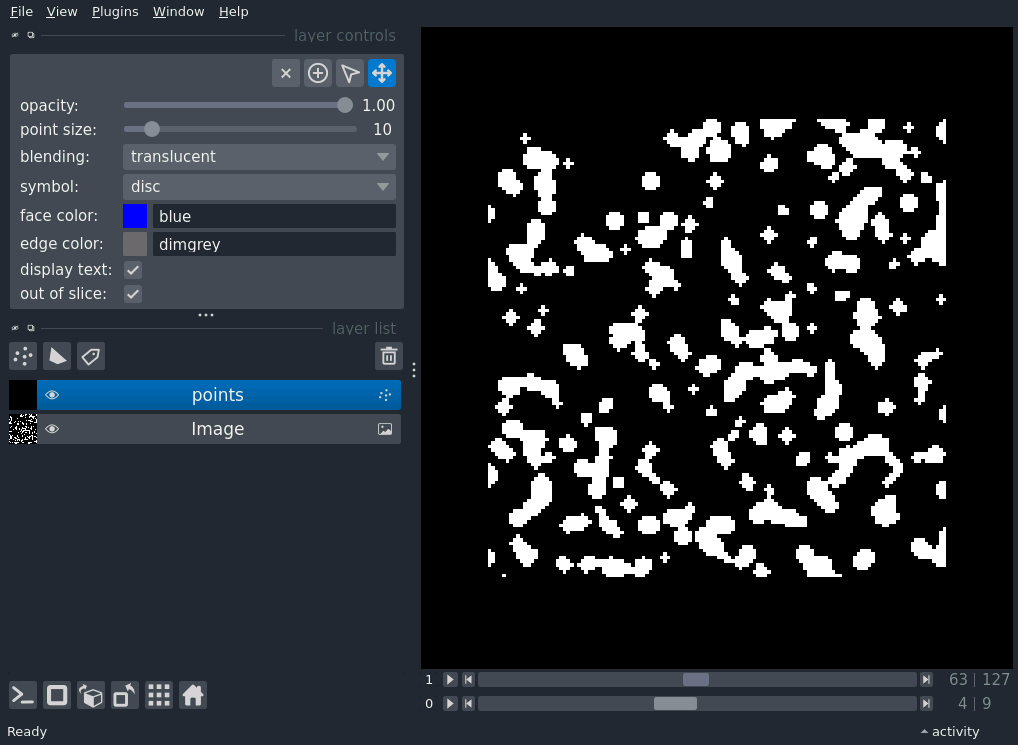 File View Plugins Window Help
layer controls
opacity: 1.00
point size: 10
blending: translucent
symbol: disc
face color: blue
edge color: dimgrey
display text:
out of slice:
layer list
points
Image
1 63 | 127
0 4 | 9
Ready activity